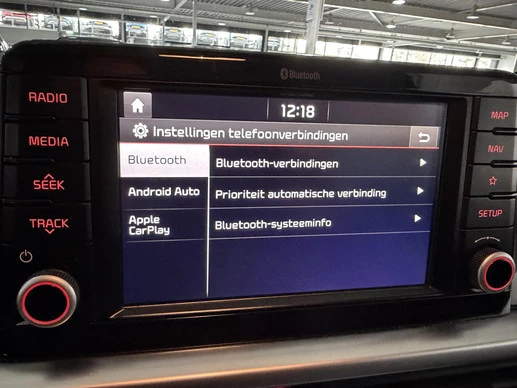 Bluetooth
RADIO
MEDIA
SEEK
TRACK
12:18
Instellingen telefoonverbindingen
Bluetooth
Android Auto
Apple
CarPlay
Bluetooth-verbindingen
Prioriteit automatische verbinding
Bluetooth-systeeminfo
MAP
NAV
SETUP